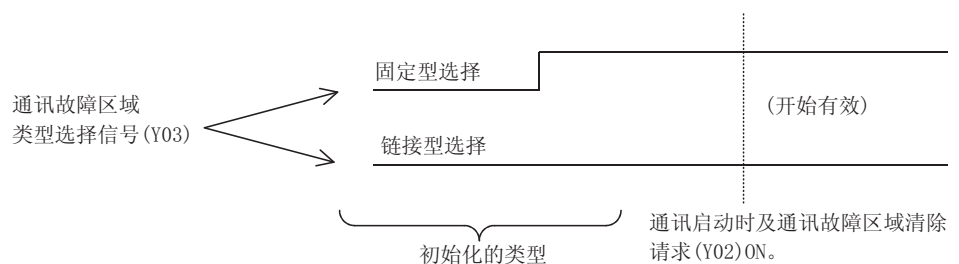 固定型选择
通讯故障区域
类型选择信号(Y03)
(开始有效)
链接型选择
通讯启动时及通讯故障区域清除
请求(Y02)ON。
初始化的类型